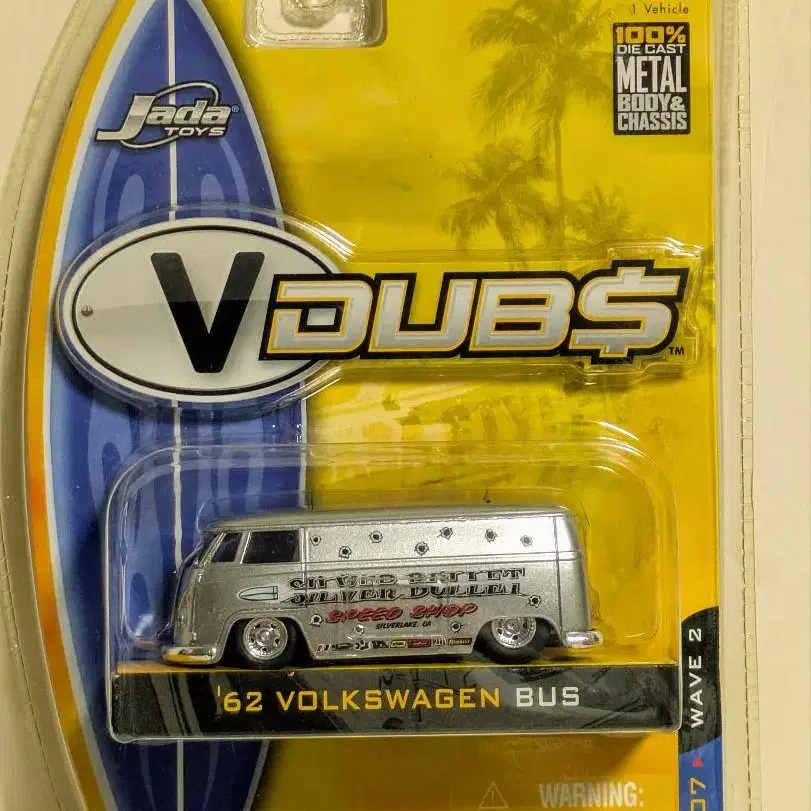 1 Vehicle
100%
DIE CAST
METAL
BODY&
CHASSIS
Jada®
TOYS
V DUB$™
SILVER BULLET
SPEED SHOP
SILVERLAKE, CA
'62 VOLKSWAGEN BUS
07 ▸ WAVE 2
⚠ WARNING: